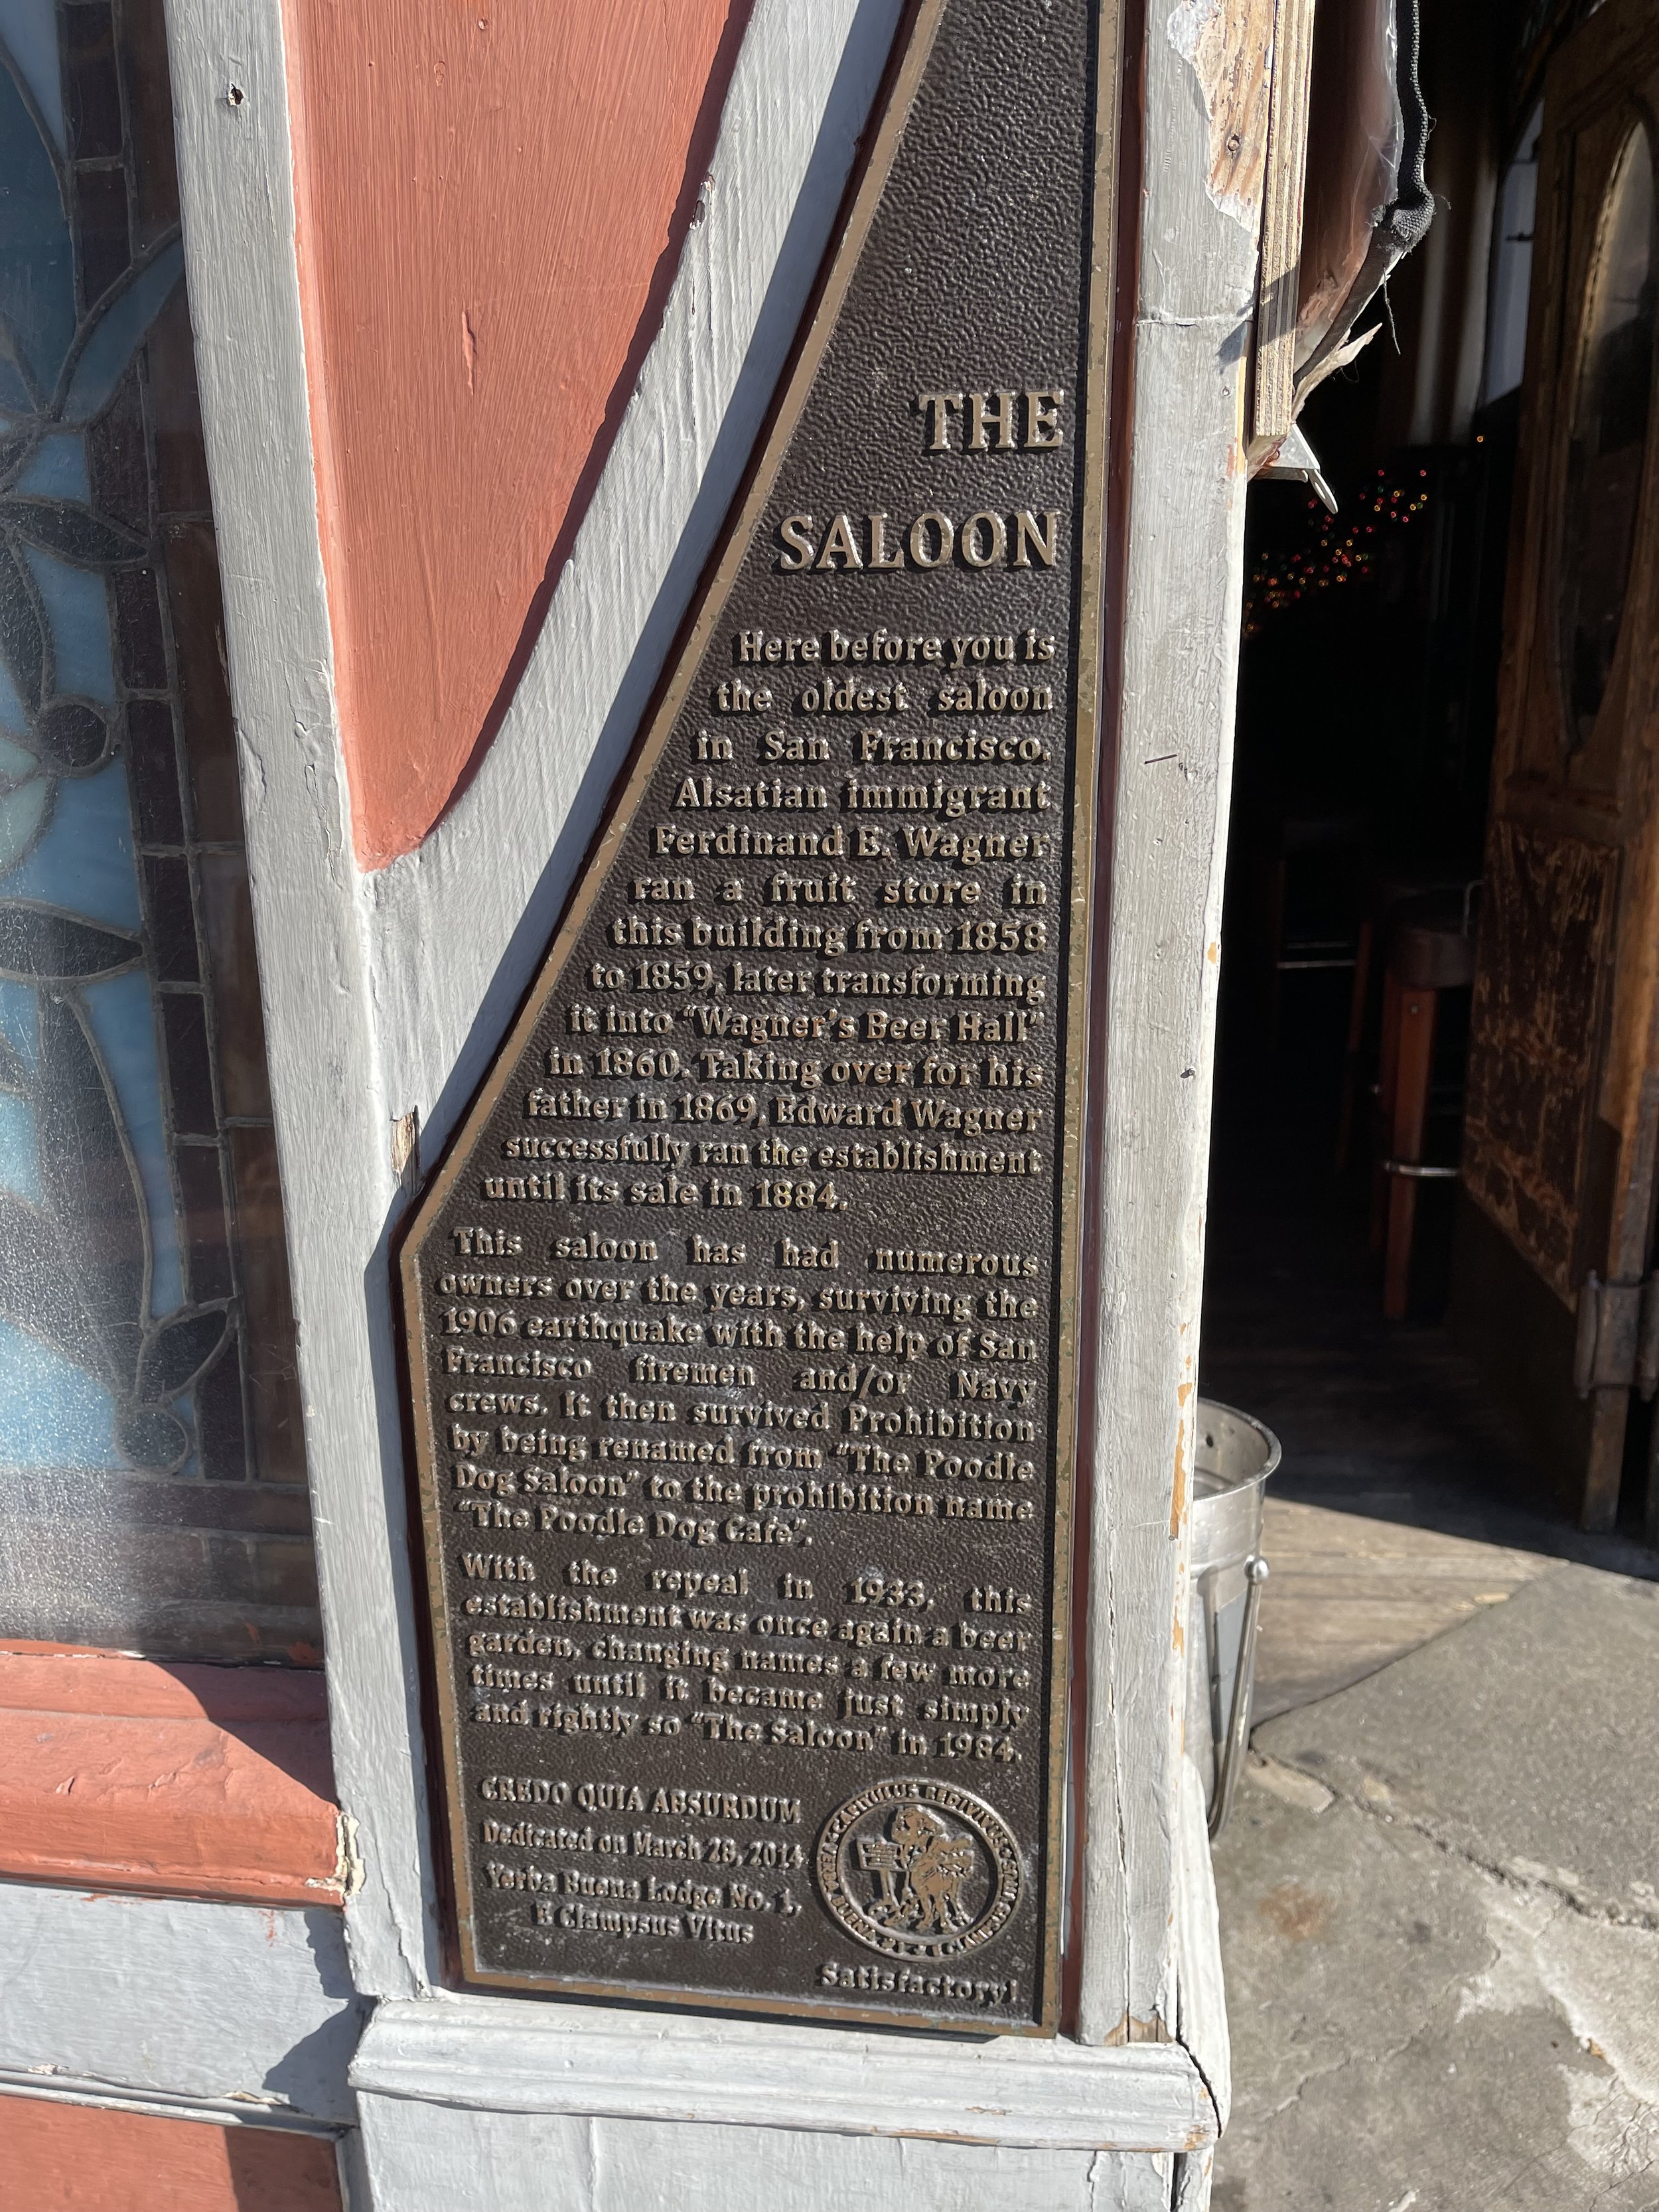 THE
SALOON
Here before you is
the oldest saloon
in San Francisco.
Alsatian immigrant
Ferdinand E. Wagner
ran a fruit store in
this building from 1858
to 1859, later transforming
it into "Wagner's Beer Hall"
in 1860. Taking over for his
father in 1869, Edward Wagner
successfully ran the establishment
until its sale in 1884.
This saloon has had numerous
owners over the years, surviving the
1906 earthquake with the help of San
Francisco firemen and/or Navy
crews. It then survived Prohibition
by being renamed from "The Poodle
Dog Saloon" to the prohibition name
"The Poodle Dog Cafe".
With the repeal in 1933, this
establishment was once again a beer
garden, changing names a few more
times until it became just simply
and rightly so "The Saloon" in 1984.
CREDO QUIA ABSURDUM
Dedicated on March 28, 2014
Yerba Buena Lodge No. 1,
E Clampsus Vitus
CAPITULUS REDIVIVUS
Satisfactory!